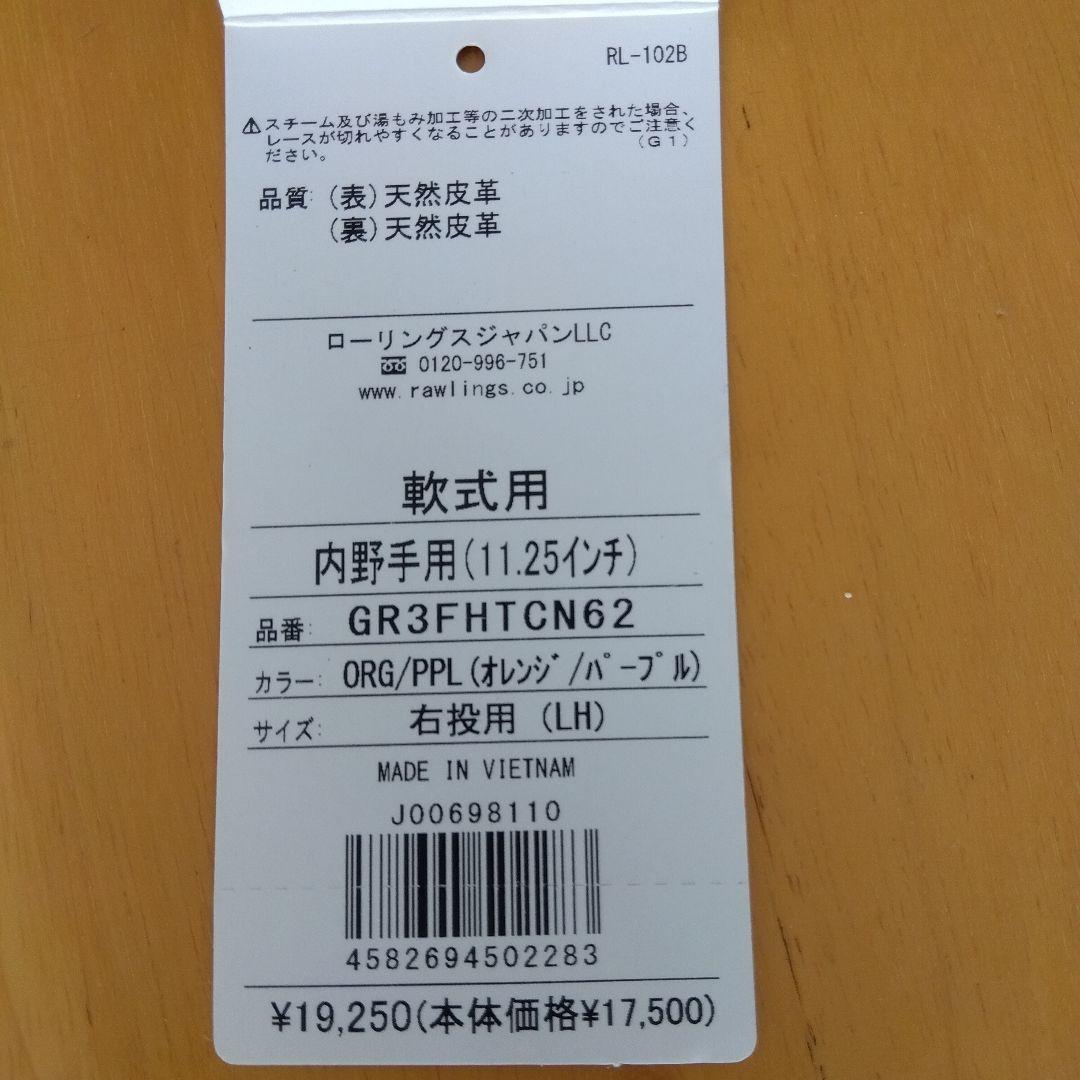 RL-102B
⚠スチーム及び湯もみ加工等の二次加工をされた場合、
レースが切れやすくなることがありますのでご注意く
ださい。 (G1)
品質: (表)天然皮革
(裏)天然皮革
ローリングスジャパンLLC
0120-996-751
www.rawlings.co.jp
軟式用
内野手用(11.25インチ)
品番: GR3FHTCN62
カラー: ORG/PPL(ｵﾚﾝｼﾞ/ﾊﾟｰﾌﾟﾙ)
サイズ: 右投用 (LH)
MADE IN VIETNAM
J00698110
4582694502283
¥19,250(本体価格¥17,500)